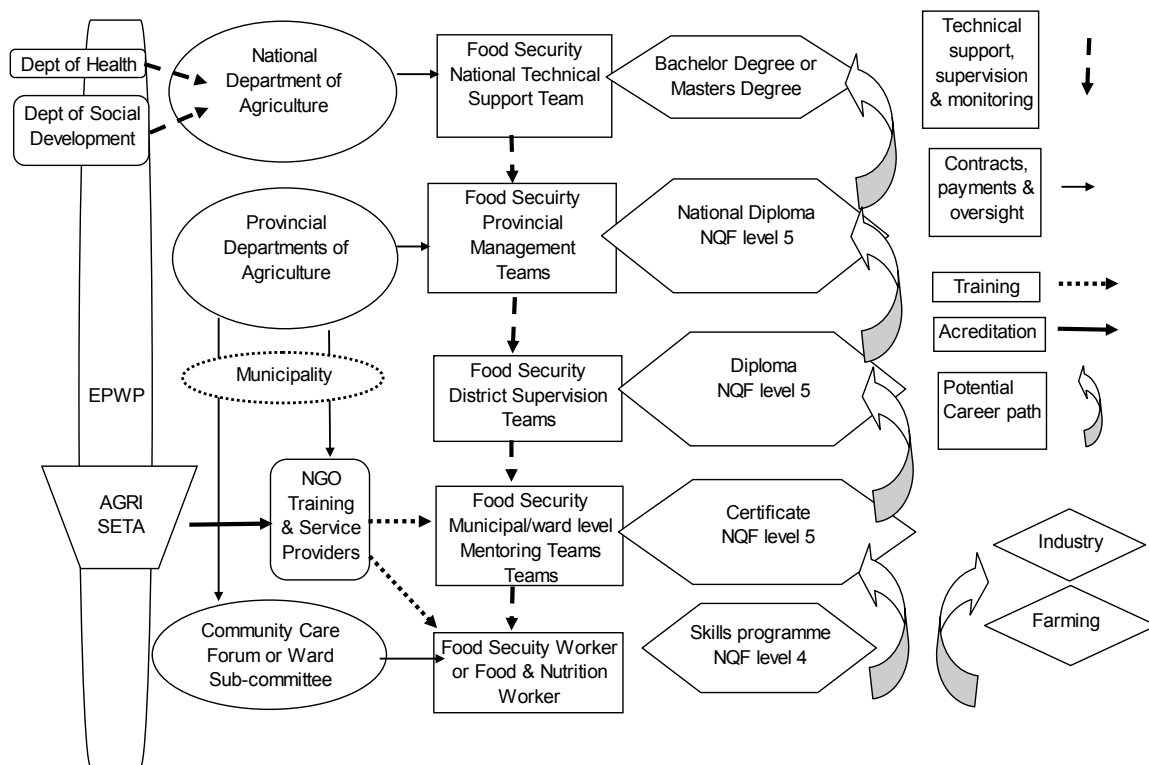 Dept of Health
Dept of Social
Development
National
Department of
Agriculture
Food Security
National Technical
Support Team
Bachelor Degree or
Masters Degree
Technical
support,
supervision
& monitoring
Provincial
Departments of
Agriculture
Food Secuirty
Provincial
Management
Teams
National Diploma
NQF level 5
Contracts,
payments &
oversight
Training
Acreditation
Municipality
EPWP
Food Security
District Supervision
Teams
Diploma
NQF level 5
Potential
Career path
AGRI
SETA
NGO
Training
& Service
Providers
Food Security
Municipal/ward level
Mentoring Teams
Teams
Certificate
NQF level 5
Industry
Farming
Community Care
Forum or Ward
Sub-committee
Food Secuity Worker
or Food & Nutrition
Worker
Skills programme
NQF level 4